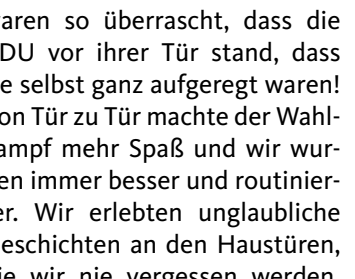 aren so überrascht, dass die
DU vor ihrer Tür stand, dass
e selbst ganz aufgeregt waren!
on Tür zu Tür machte der Wahl-
ampf mehr Spaß und wir wur-
en immer besser und routinier-
er. Wir erlebten unglaubliche
eschichten an den Haustüren,
ie wir nie vergessen werden.